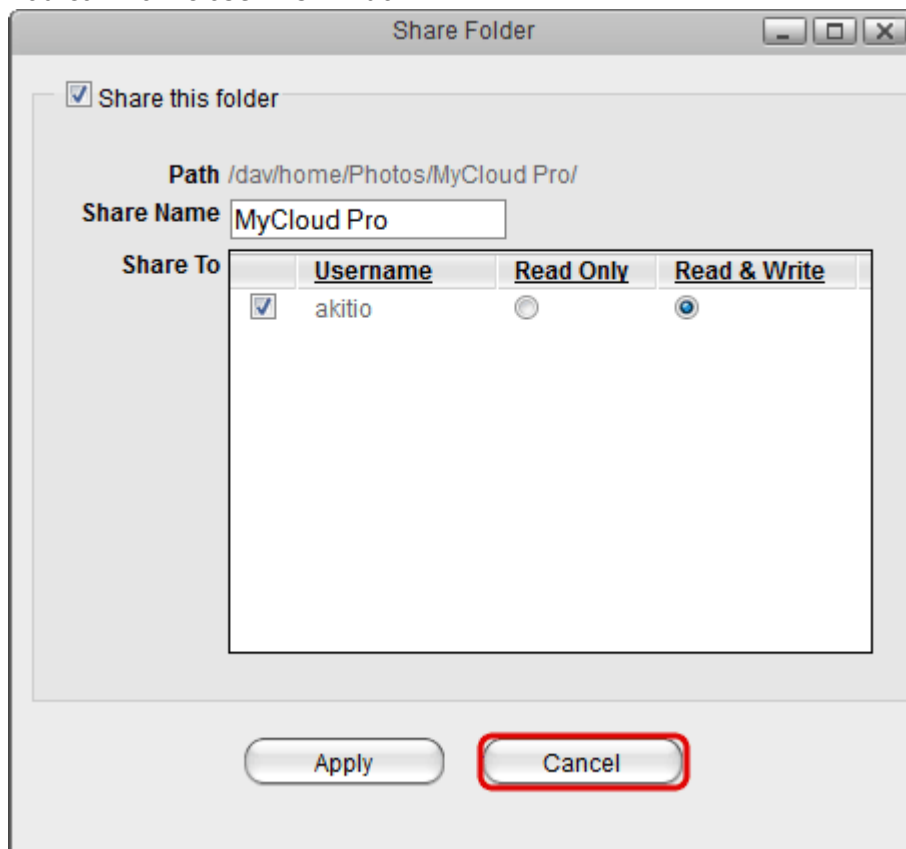 Share Folder
Share this folder
Path /dav/home/Photos/MyCloud Pro/
Share Name MyCloud Pro
Share To Username Read Only Read & Write
akitio
Apply Cancel